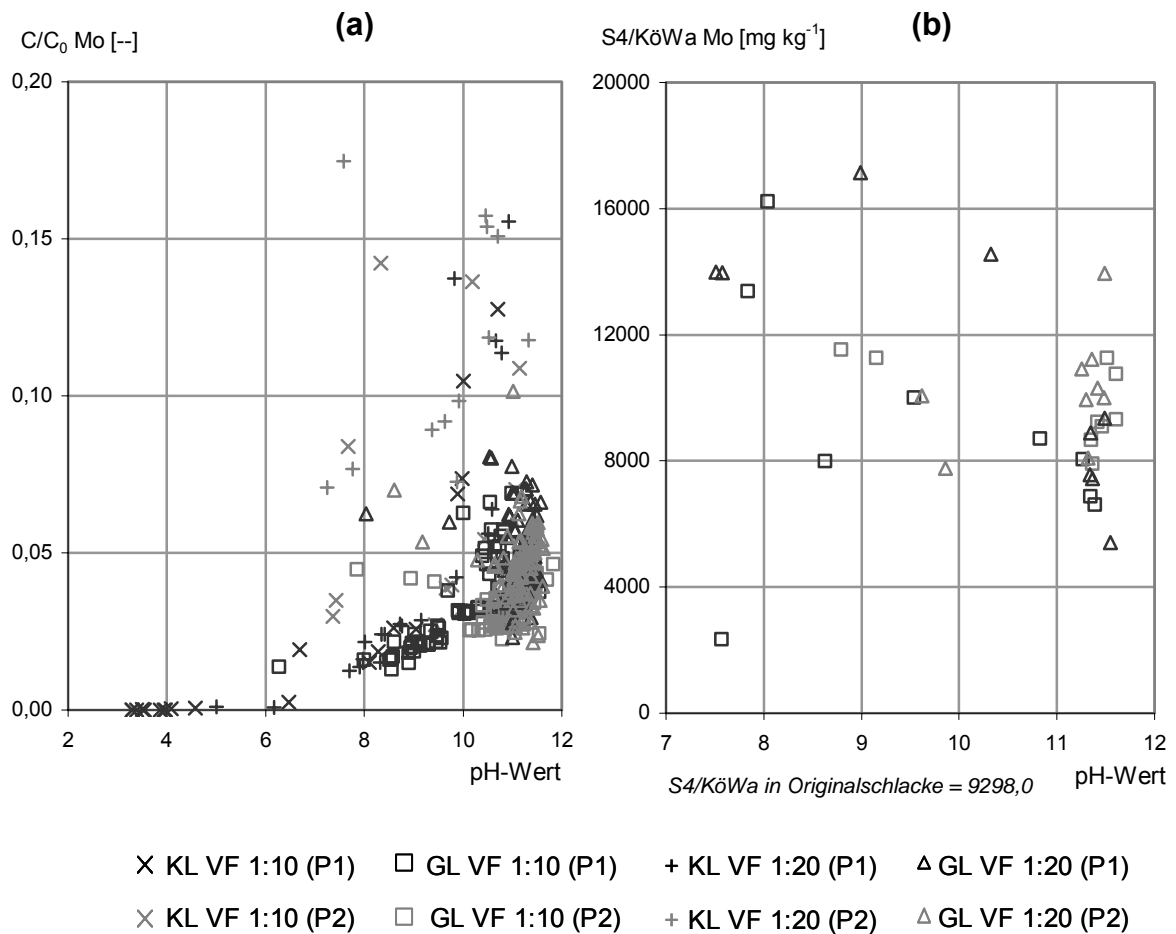 (a)
(b)
C/C₀ Mo [--]
S4/KöWa Mo [mg kg⁻¹]
0,20
0,15
0,10
0,05
0,00
2 4 6 8 10 12
pH-Wert
20000
16000
12000
8000
4000
0
7 8 9 10 11 12
S4/KöWa in Originalschlacke = 9298,0
pH-Wert
KL VF 1:10 (P1) GL VF 1:10 (P1) KL VF 1:20 (P1) GL VF 1:20 (P1)
KL VF 1:10 (P2) GL VF 1:10 (P2) KL VF 1:20 (P2) GL VF 1:20 (P2)